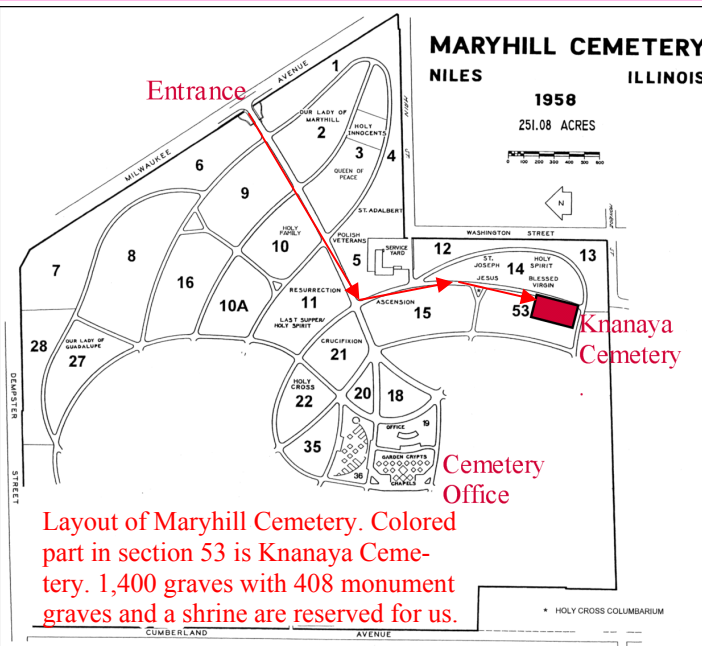 MARYHILL CEMETERY
NILES ILLINOIS
1958
251.08 ACRES
N
Entrance
MILWAUKEE AVENUE
1
OUR LADY OF
MARYHILL
2
HOLY
INNOCENTS
3
QUEEN OF
PEACE
4
ST. ADALBERT
6
9
HOLY
FAMILY
10
POLISH
VETERANS
5
SERVICE
YARD
WASHINGTON STREET
12
ST.
JOSEPH
JESUS
14
HOLY
SPIRIT
BLESSED
VIRGIN
13
7
8
16
10A
RESURRECTION
11
LAST SUPPER/
HOLY SPIRIT
ASCENSION
15
53
Knanaya
Cemetery
28
OUR LADY OF
GUADALUPE
27
CRUCIFIXION
21
HOLY
CROSS
22
20
18
OFFICE
19
35
36
GARDEN CRYPTS
CHAPELS
Cemetery
Office
DEMPSTER STREET
Layout of Maryhill Cemetery. Colored
part in section 53 is Knanaya Ceme-
tery. 1,400 graves with 408 monument
graves and a shrine are reserved for us.
* HOLY CROSS COLUMBARIUM
CUMBERLAND AVENUE